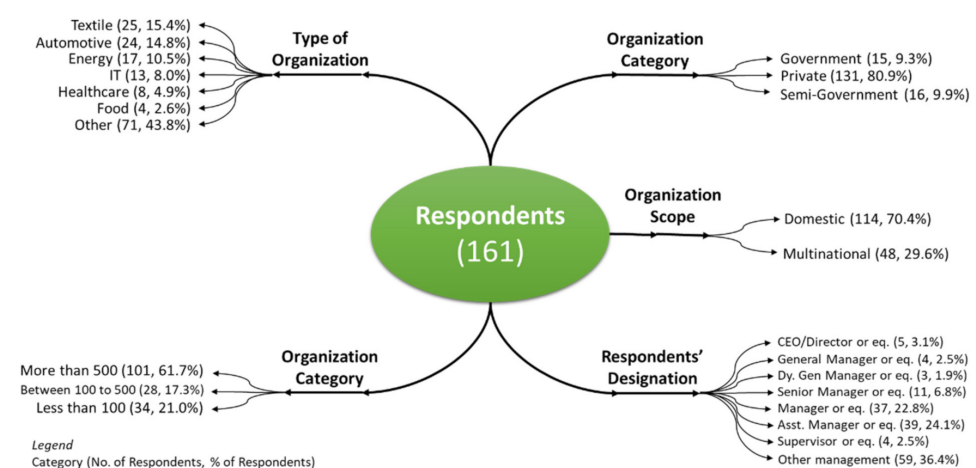 Type of
Organization
Textile (25, 15.4%)
Automotive (24, 14.8%)
Energy (17, 10.5%)
IT (13, 8.0%)
Healthcare (8, 4.9%)
Food (4, 2.6%)
Other (71, 43.8%)
Organization
Category
Government (15, 9.3%)
Private (131, 80.9%)
Semi-Government (16, 9.9%)
Respondents
(161)
Organization
Scope
Domestic (114, 70.4%)
Multinational (48, 29.6%)
Organization
Category
More than 500 (101, 61.7%)
Between 100 to 500 (28, 17.3%)
Less than 100 (34, 21.0%)
Respondents’
Designation
CEO/Director or eq. (5, 3.1%)
General Manager or eq. (4, 2.5%)
Dy. Gen Manager or eq. (3, 1.9%)
Senior Manager or eq. (11, 6.8%)
Manager or eq. (37, 22.8%)
Asst. Manager or eq. (39, 24.1%)
Supervisor or eq. (4, 2.5%)
Other management (59, 36.4%)
Legend
Category (No. of Respondents, % of Respondents)